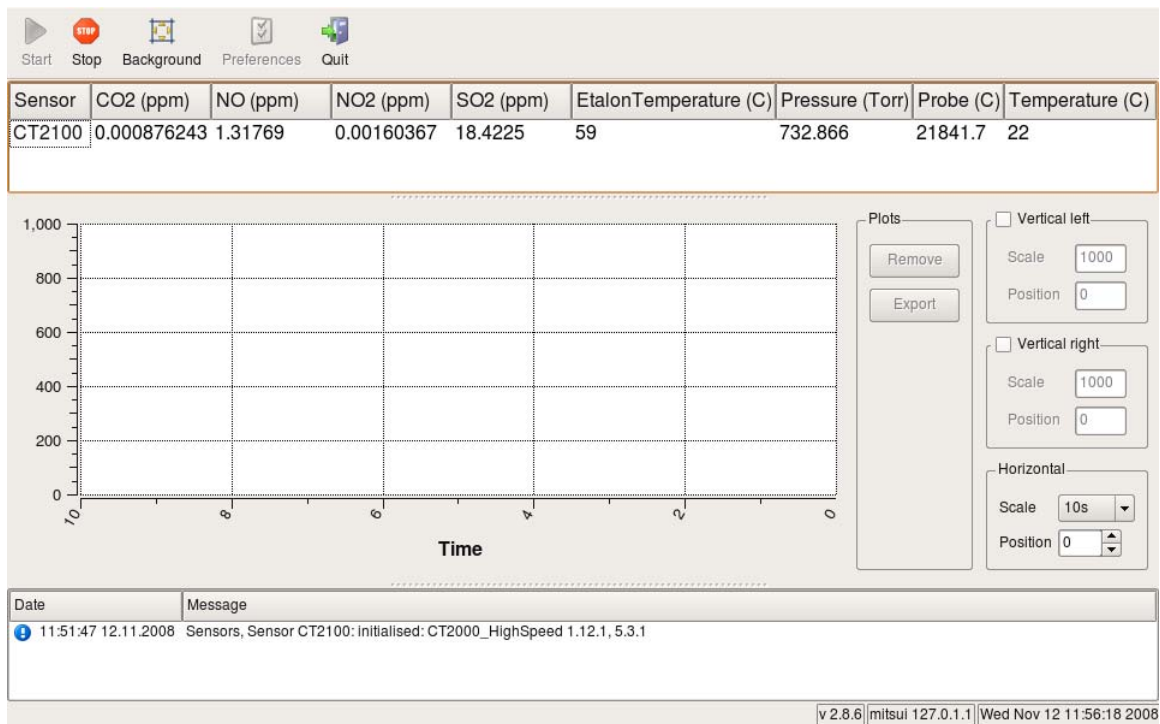 STOP
Start Stop Background Preferences Quit
Sensor CO2 (ppm) NO (ppm) NO2 (ppm) SO2 (ppm) EtalonTemperature (C) Pressure (Torr) Probe (C) Temperature (C)
CT2100 0.000876243 1.31769 0.00160367 18.4225 59 732.866 21841.7 22
1,000
800
600
400
200
0
10 8 6 4 2 0
Time
Plots
Remove
Export
Vertical left
Scale 1000
Position 0
Vertical right
Scale 1000
Position 0
Horizontal
Scale 10s
Position 0
Date Message
11:51:47 12.11.2008 Sensors, Sensor CT2100: initialised: CT2000_HighSpeed 1.12.1, 5.3.1
v 2.8.6 mitsui 127.0.1.1 Wed Nov 12 11:56:18 2008